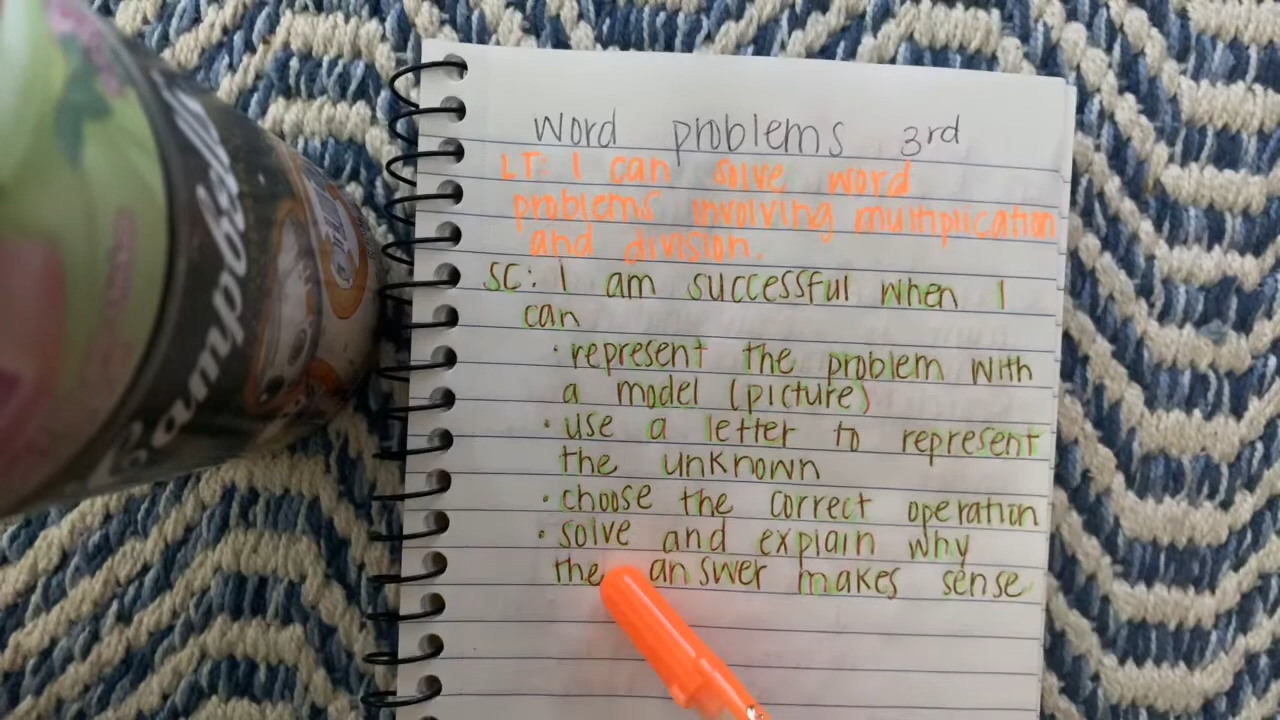 Campagna
word problems 3rd
LT: I can solve word
problems involving multiplication
and division.
SC: I am successful when I
can
· represent the problem with
a model (picture)
· use a letter to represent
the unknown
· choose the correct operation
· solve and explain why
the answer makes sense